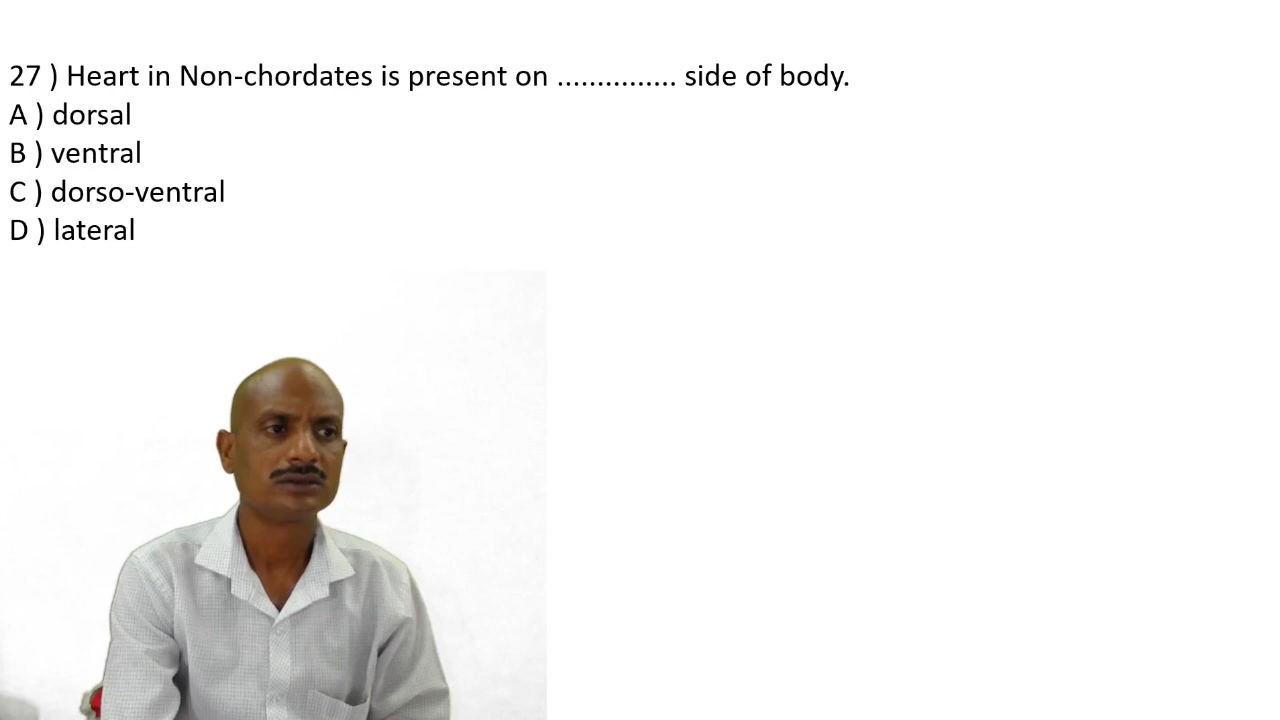 27 ) Heart in Non-chordates is present on ............... side of body.
A ) dorsal
B ) ventral
C ) dorso-ventral
D ) lateral